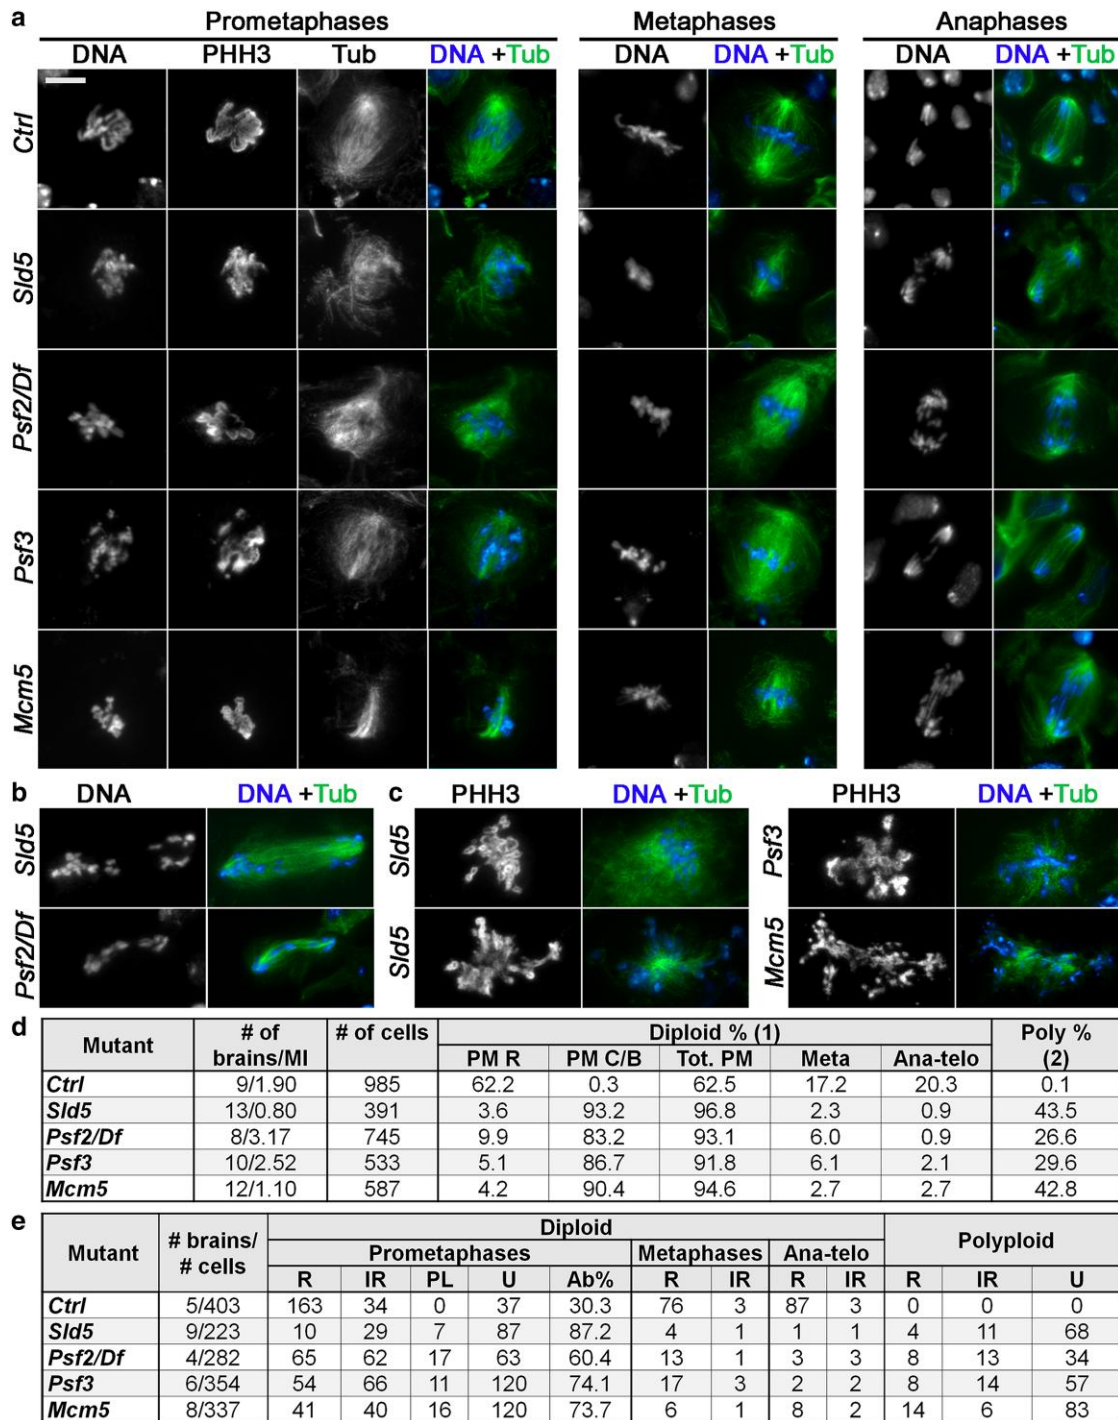 a
Prometaphases Metaphases Anaphases
DNA PHH3 Tub DNA +Tub DNA DNA +Tub DNA DNA +Tub
Ctrl
Sld5
Psf2/Df
Psf3
Mcm5
b DNA DNA +Tub c PHH3 DNA +Tub PHH3 DNA +Tub
Sld5 Sld5 Psf3
Psf2/Df Sld5 Mcm5
d
Mutant # of brains/MI # of cells Diploid % (1) Poly % (2)
PM R PM C/B Tot. PM Meta Ana-telo
Ctrl 9/1.90 985 62.2 0.3 62.5 17.2 20.3 0.1
Sld5 13/0.80 391 3.6 93.2 96.8 2.3 0.9 43.5
Psf2/Df 8/3.17 745 9.9 83.2 93.1 6.0 0.9 26.6
Psf3 10/2.52 533 5.1 86.7 91.8 6.1 2.1 29.6
Mcm5 12/1.10 587 4.2 90.4 94.6 2.7 2.7 42.8
e
Mutant # brains/ # cells Diploid Polyploid
Prometaphases Metaphases Ana-telo
R IR PL U Ab% R IR R IR R IR U
Ctrl 5/403 163 34 0 37 30.3 76 3 87 3 0 0 0
Sld5 9/223 10 29 7 87 87.2 4 1 1 1 4 11 68
Psf2/Df 4/282 65 62 17 63 60.4 13 1 3 3 8 13 34
Psf3 6/354 54 66 11 120 74.1 17 3 2 2 8 14 57
Mcm5 8/337 41 40 16 120 73.7 6 1 8 2 14 6 83